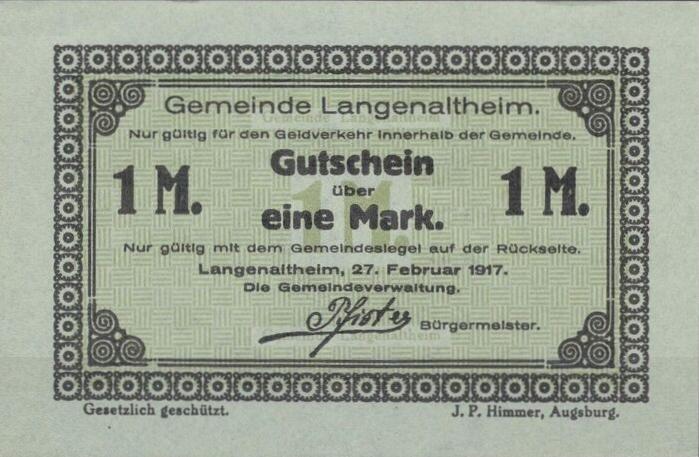 Gemeinde Langenaltheim.
Nur gültig für den Geldverkehr innerhalb der Gemeinde.
1 M. Gutschein 1 M.
über
eine Mark.
Nur gültig mit dem Gemeindesiegel auf der Rückseite.
Langenaltheim, 27. Februar 1917.
Die Gemeindeverwaltung.
Pfister Bürgermeister.
Gesetzlich geschützt. J. P. Himmer, Augsburg.